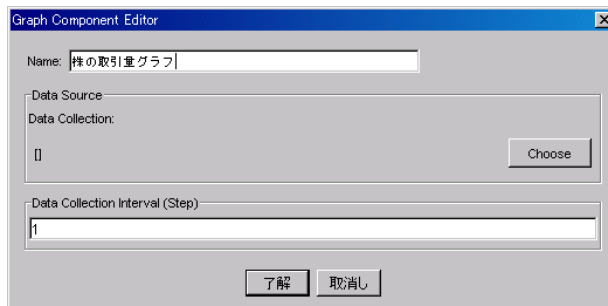 Graph Component Editor
Name: 株の取引量グラフ
Data Source
Data Collection:
[] Choose
Data Collection Interval (Step)
1
了解 取消し